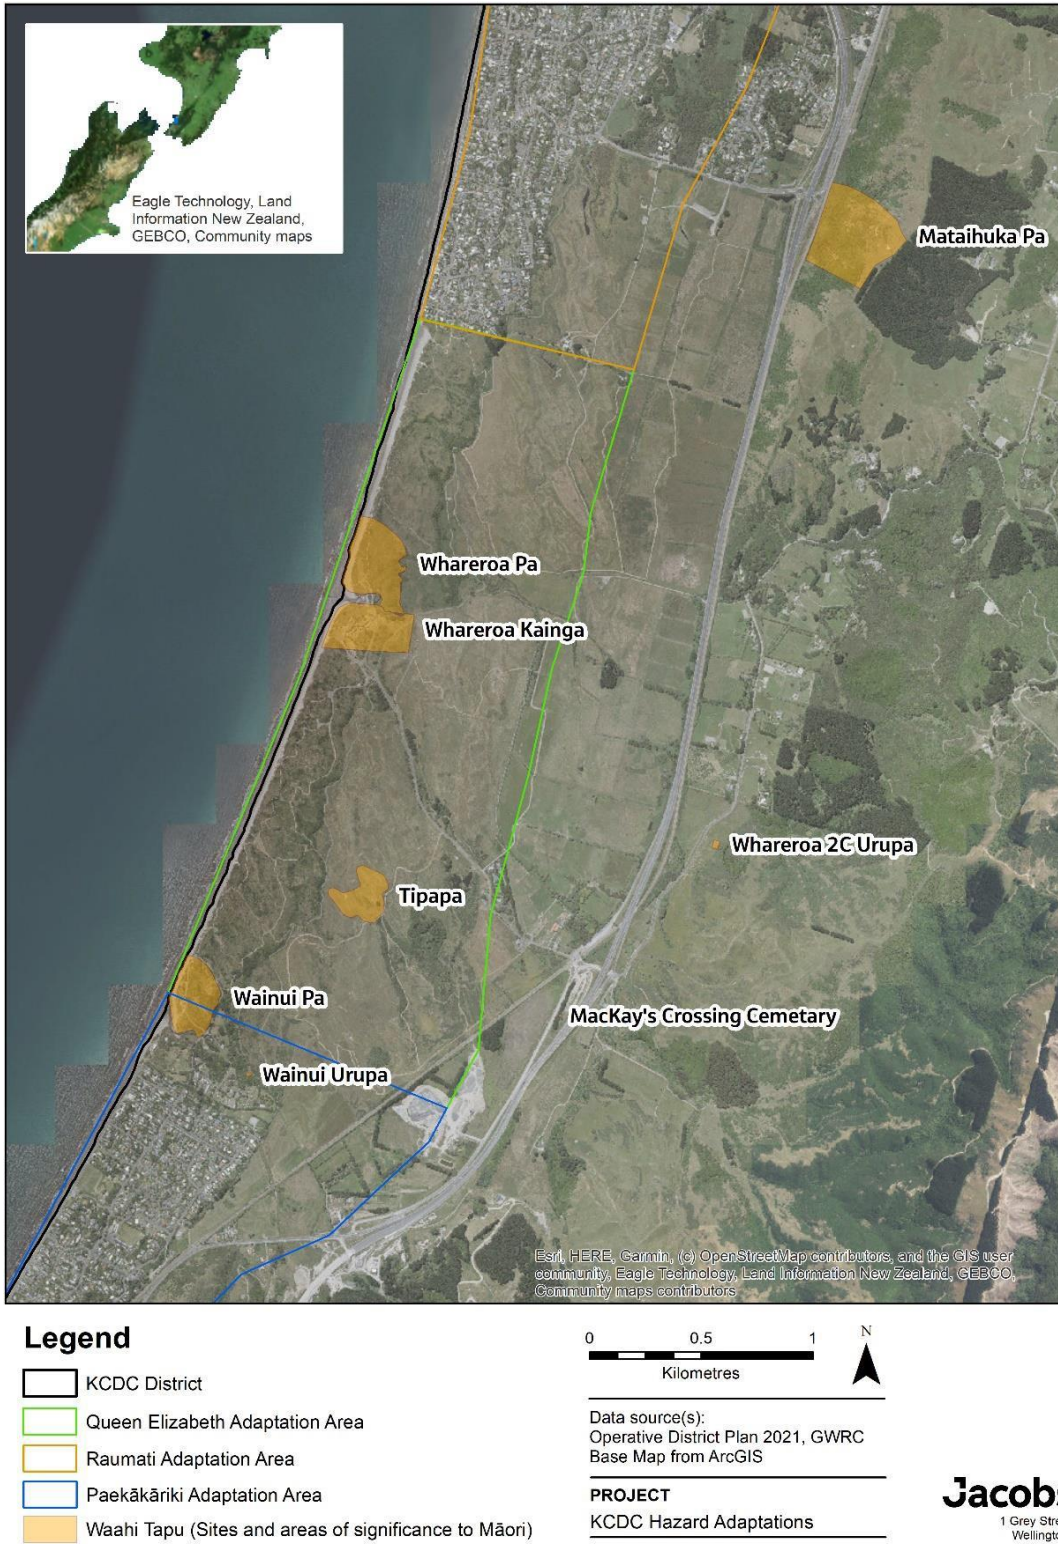 Eagle Technology, Land
Information New Zealand,
GEBCO, Community maps
Mataihuka Pa
Whareroa Pa
Whareroa Kainga
Whareroa 2C Urupa
Tipapa
Wainui Pa
MacKay's Crossing Cemetary
Wainui Urupa
Esri, HERE, Garmin, (c) OpenStreetMap contributors, and the GIS user
community, Eagle Technology, Land Information New Zealand, GEBCO,
Community maps contributors
Legend
KCDC District
Queen Elizabeth Adaptation Area
Raumati Adaptation Area
Paekākāriki Adaptation Area
Waahi Tapu (Sites and areas of significance to Māori)
0 0.5 1
Kilometres
N
Data source(s):
Operative District Plan 2021, GWRC
Base Map from ArcGIS
PROJECT
KCDC Hazard Adaptations
Jacobs
1 Grey Stre
Wellingto